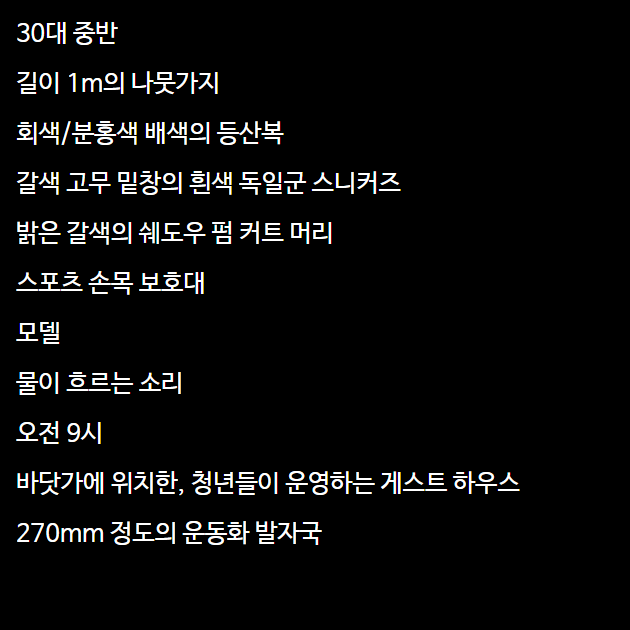 30대 중반
길이 1m의 나뭇가지
회색/분홍색 배색의 등산복
갈색 고무 밑창의 흰색 독일군 스니커즈
밝은 갈색의 쉐도우 펌 커트 머리
스포츠 손목 보호대
모델
물이 흐르는 소리
오전 9시
바닷가에 위치한, 청년들이 운영하는 게스트 하우스
270mm 정도의 운동화 발자국